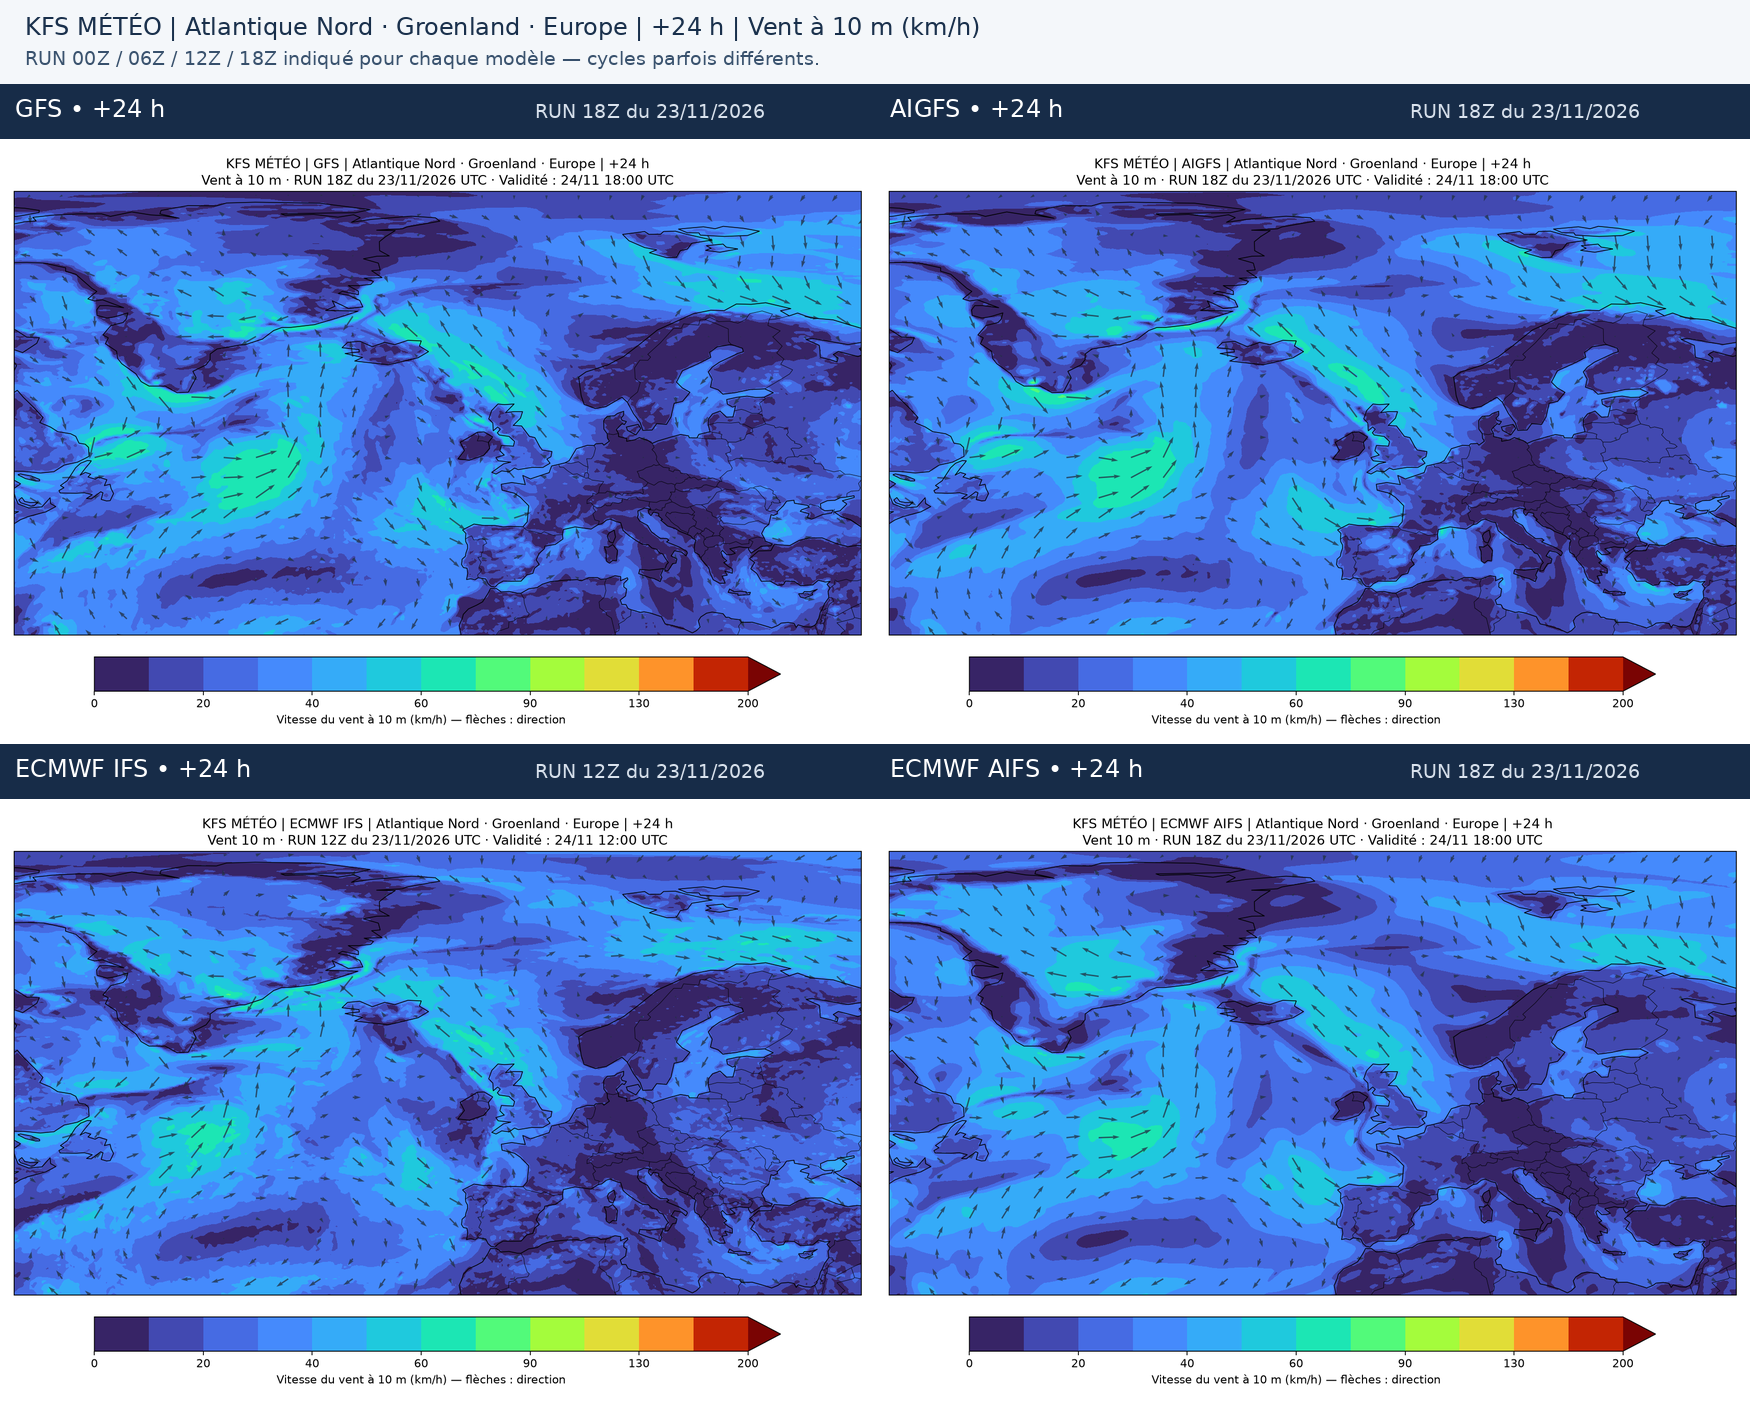 KFS MÉTÉO | Atlantique Nord · Groenland · Europe | +24 h | Vent à 10 m (km/h)
RUN 00Z / 06Z / 12Z / 18Z indiqué pour chaque modèle — cycles parfois différents.
GFS • +24 h
RUN 18Z du 23/11/2026
KFS MÉTÉO | GFS | Atlantique Nord · Groenland · Europe | +24 h
Vent à 10 m · RUN 18Z du 23/11/2026 UTC · Validité : 24/11 18:00 UTC
0 20 40 60 90 130 200
Vitesse du vent à 10 m (km/h) — flèches : direction
AIGFS • +24 h
RUN 18Z du 23/11/2026
KFS MÉTÉO | AIGFS | Atlantique Nord · Groenland · Europe | +24 h
Vent à 10 m · RUN 18Z du 23/11/2026 UTC · Validité : 24/11 18:00 UTC
0 20 40 60 90 130 200
Vitesse du vent à 10 m (km/h) — flèches : direction
ECMWF IFS • +24 h
RUN 12Z du 23/11/2026
KFS MÉTÉO | ECMWF IFS | Atlantique Nord · Groenland · Europe | +24 h
Vent 10 m · RUN 12Z du 23/11/2026 UTC · Validité : 24/11 12:00 UTC
0 20 40 60 90 130 200
Vitesse du vent à 10 m (km/h) — flèches : direction
ECMWF AIFS • +24 h
RUN 18Z du 23/11/2026
KFS MÉTÉO | ECMWF AIFS | Atlantique Nord · Groenland · Europe | +24 h
Vent 10 m · RUN 18Z du 23/11/2026 UTC · Validité : 24/11 18:00 UTC
0 20 40 60 90 130 200
Vitesse du vent à 10 m (km/h) — flèches : direction